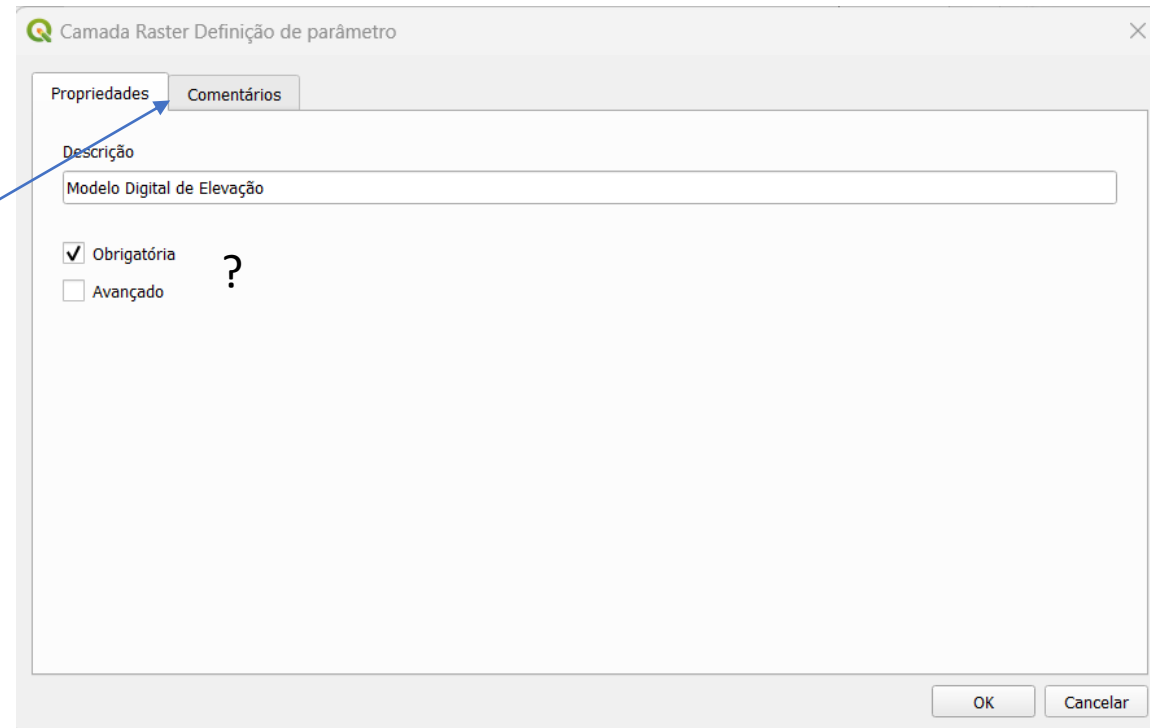 Camada Raster Definição de parâmetro
Propriedades Comentários
Descrição
Modelo Digital de Elevação
Obrigatória
?
Avançado
OK Cancelar